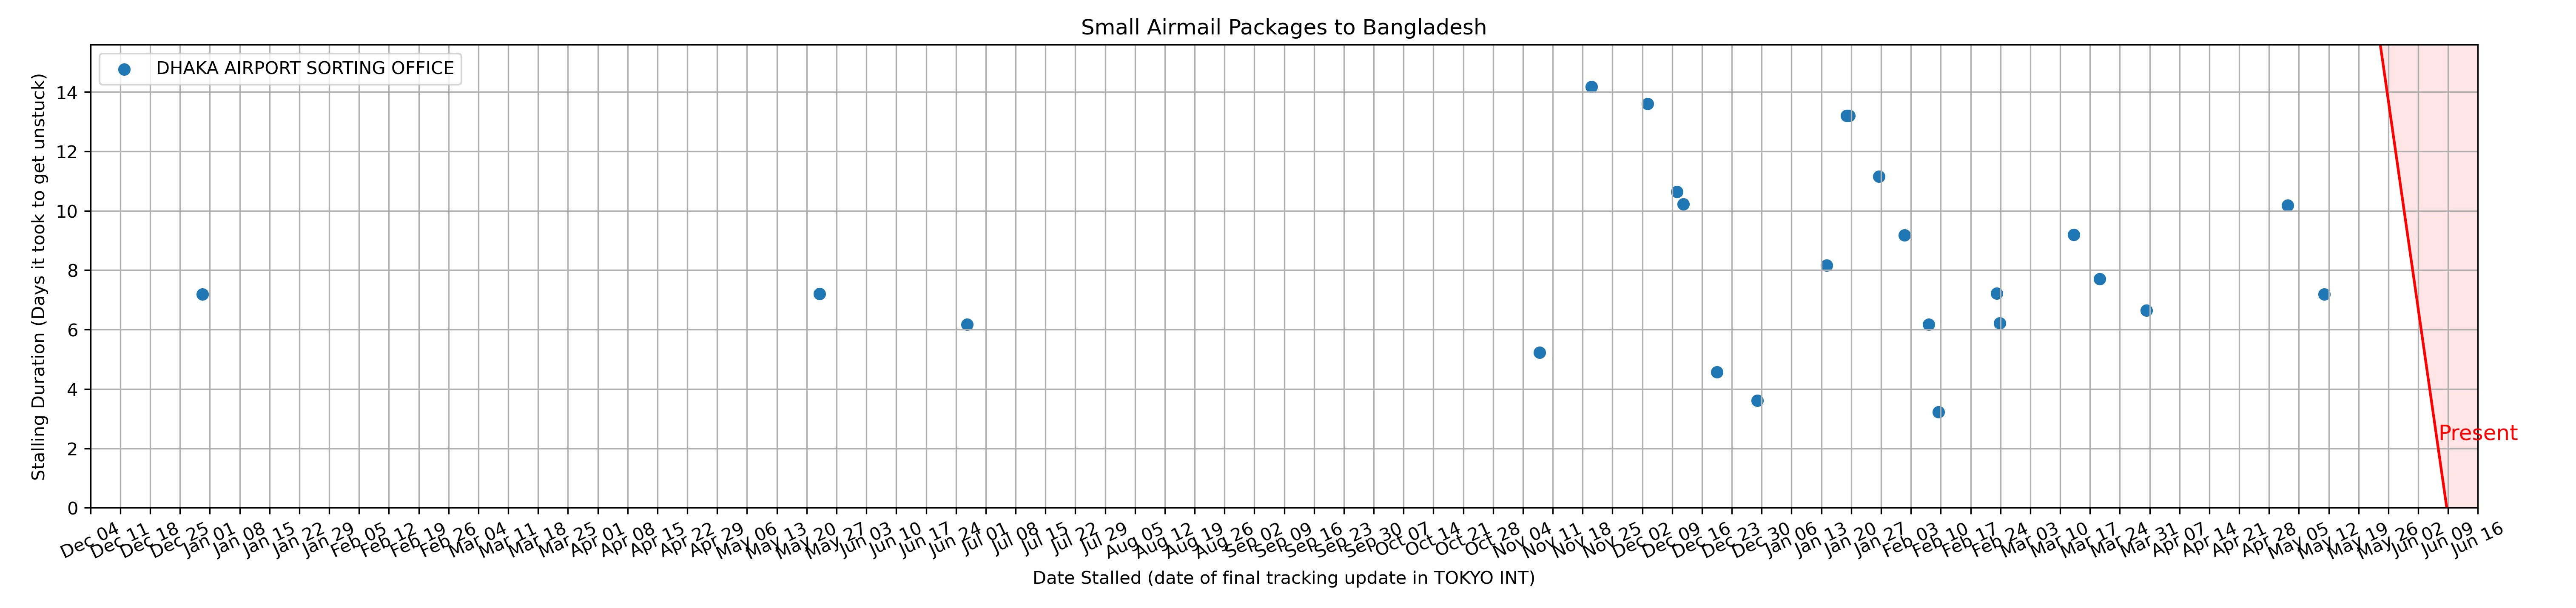 Small Airmail Packages to Bangladesh
DHAKA AIRPORT SORTING OFFICE
Stalling Duration (Days it took to get unstuck)
14
12
10
8
6
4
2
0
Present
Dec 04
Dec 11
Dec 18
Dec 25
Jan 01
Jan 08
Jan 15
Jan 22
Jan 29
Feb 05
Feb 12
Feb 19
Feb 26
Mar 04
Mar 11
Mar 18
Mar 25
Apr 01
Apr 08
Apr 15
Apr 22
Apr 29
May 06
May 13
May 20
May 27
Jun 03
Jun 10
Jun 17
Jun 24
Jul 01
Jul 08
Jul 15
Jul 22
Jul 29
Aug 05
Aug 12
Aug 19
Aug 26
Sep 02
Sep 09
Sep 16
Sep 23
Sep 30
Oct 07
Oct 14
Oct 21
Oct 28
Nov 04
Nov 11
Nov 18
Nov 25
Dec 02
Dec 09
Dec 16
Dec 23
Dec 30
Jan 06
Jan 13
Jan 20
Jan 27
Feb 03
Feb 10
Feb 17
Feb 24
Mar 03
Mar 10
Mar 17
Mar 24
Mar 31
Apr 07
Apr 14
Apr 21
Apr 28
May 05
May 12
May 19
May 26
Jun 02
Jun 09
Jun 16
Date Stalled (date of final tracking update in TOKYO INT)